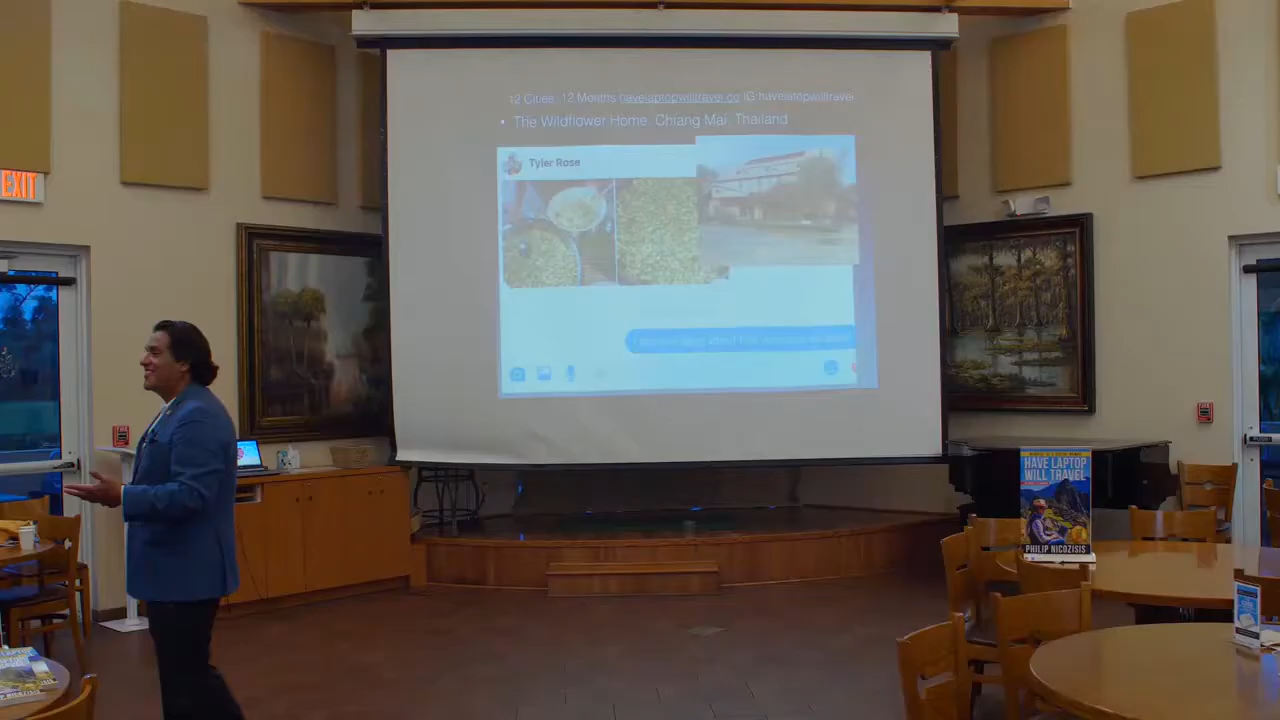 12 Cities, 12 Months havelaptopwilltravel.co IG:havelatopwilltravel
• The Wildflower Home, Chiang Mai, Thailand
Tyler Rose
EXIT
HAVE LAPTOP
WILL TRAVEL
PHILIP NICOZISIS